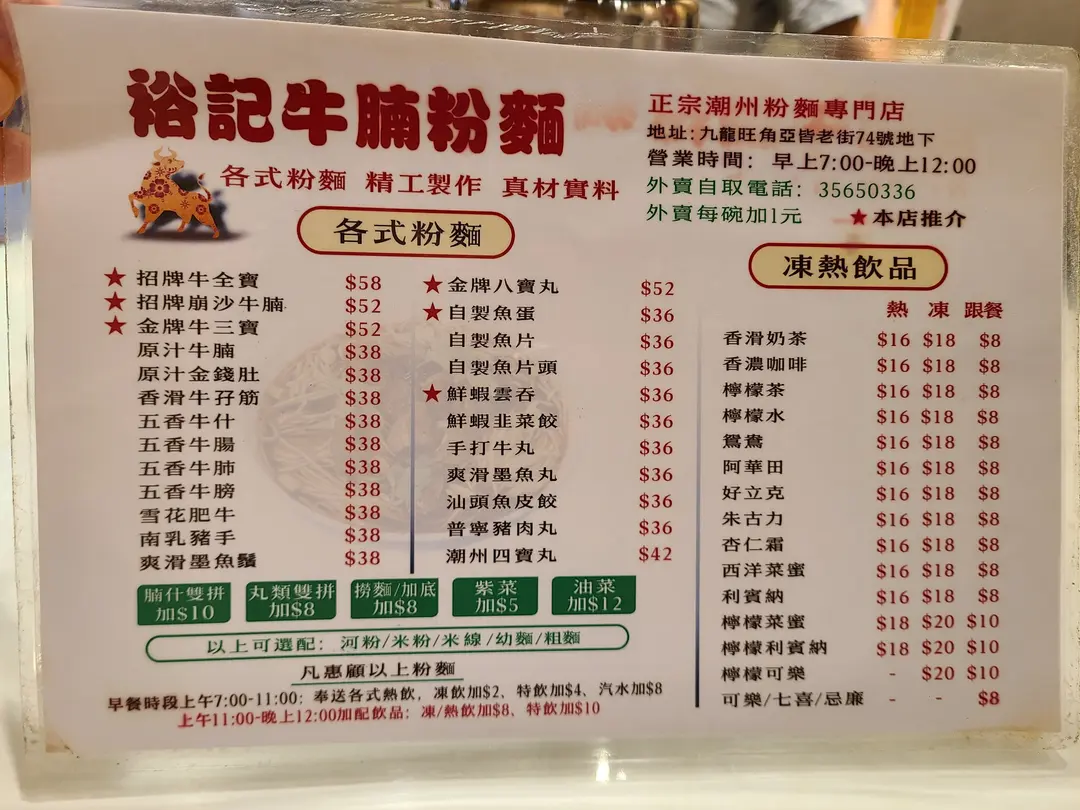 裕記牛腩粉麵
各式粉麵 精工製作 真材實料
正宗潮州粉麵專門店
地址:九龍旺角亞皆老街74號地下
營業時間: 早上7:00-晚上12:00
外賣自取電話: 35650336
外賣每碗加1元 ★本店推介
各式粉麵
★ 招牌牛全寶 $58
★ 招牌崩沙牛腩 $52
★ 金牌牛三寶 $52
原汁牛腩 $38
原汁金錢肚 $38
香滑牛孖筋 $38
五香牛什 $38
五香牛腸 $38
五香牛肺 $38
五香牛膀 $38
雪花肥牛 $38
南乳豬手 $38
爽滑墨魚鬚 $38
★ 金牌八寶丸 $52
★ 自製魚蛋 $36
自製魚片 $36
自製魚片頭 $36
★ 鮮蝦雲吞 $36
鮮蝦韭菜餃 $36
手打牛丸 $36
爽滑墨魚丸 $36
汕頭魚皮餃 $36
普寧豬肉丸 $36
潮州四寶丸 $42
腩什雙拼 加$10
丸類雙拼 加$8
撈麵/加底 加$8
紫菜 加$5
油菜 加$12
以上可選配: 河粉/米粉/米線/幼麵/粗麵
凡惠顧以上粉麵
早餐時段上午7:00-11:00: 奉送各式熱飲, 凍飲加$2、特飲加$4、汽水加$8
上午11:00-晚上12:00加配飲品: 凍/熱飲加$8、特飲加$10
凍熱飲品
熱 凍 跟餐
香滑奶茶 $16 $18 $8
香濃咖啡 $16 $18 $8
檸檬茶 $16 $18 $8
檸檬水 $16 $18 $8
鴛鴦 $16 $18 $8
阿華田 $16 $18 $8
好立克 $16 $18 $8
朱古力 $16 $18 $8
杏仁霜 $16 $18 $8
西洋菜蜜 $16 $18 $8
利賓納 $16 $18 $8
檸檬菜蜜 $18 $20 $10
檸檬利賓納 $18 $20 $10
檸檬可樂 - $20 $10
可樂/七喜/忌廉 - - $8